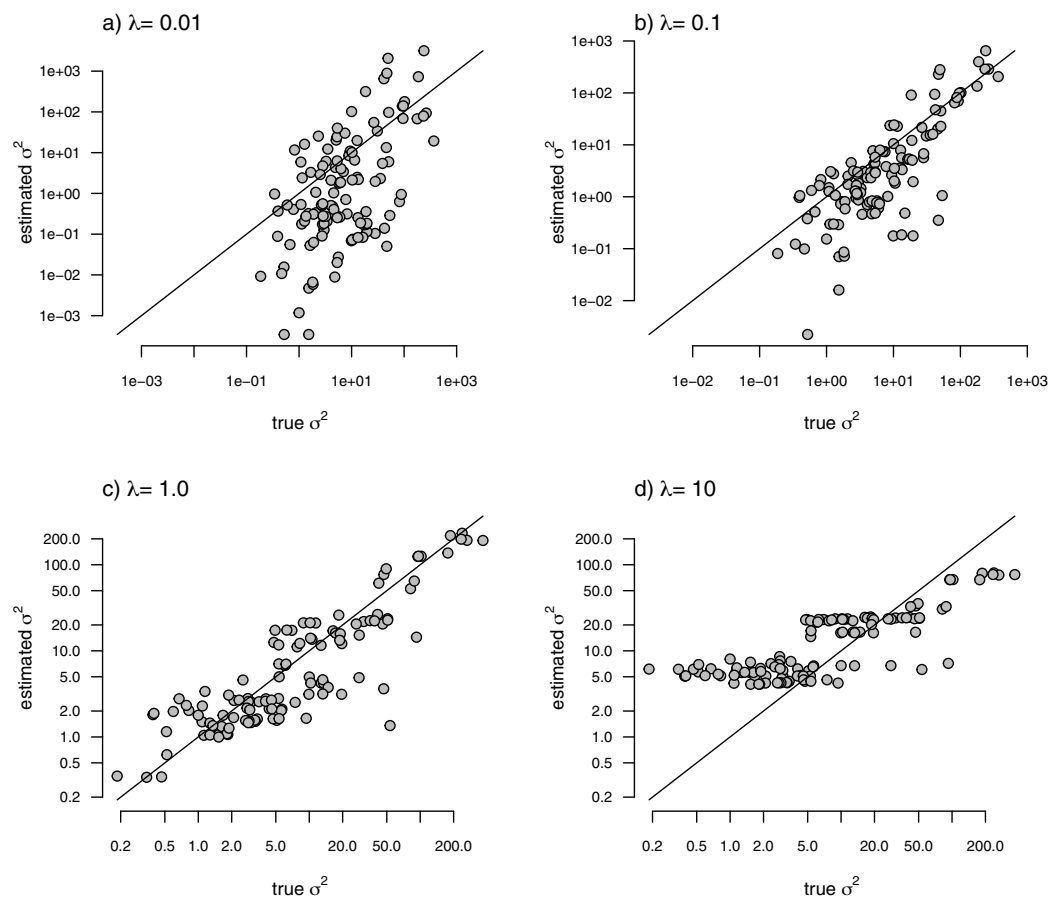 a) λ= 0.01
estimated σ²
1e+03
1e+02
1e+01
1e+00
1e−01
1e−02
1e−03
1e−03 1e−01 1e+01 1e+03
true σ²
b) λ= 0.1
estimated σ²
1e+03
1e+02
1e+01
1e+00
1e−01
1e−02
1e−02 1e−01 1e+00 1e+01 1e+02 1e+03
true σ²
c) λ= 1.0
estimated σ²
200.0
100.0
50.0
20.0
10.0
5.0
2.0
1.0
0.5
0.2
0.2 0.5 1.0 2.0 5.0 20.0 50.0 200.0
true σ²
d) λ= 10
estimated σ²
200.0
100.0
50.0
20.0
10.0
5.0
2.0
1.0
0.5
0.2
0.2 0.5 1.0 2.0 5.0 20.0 50.0 200.0
true σ²